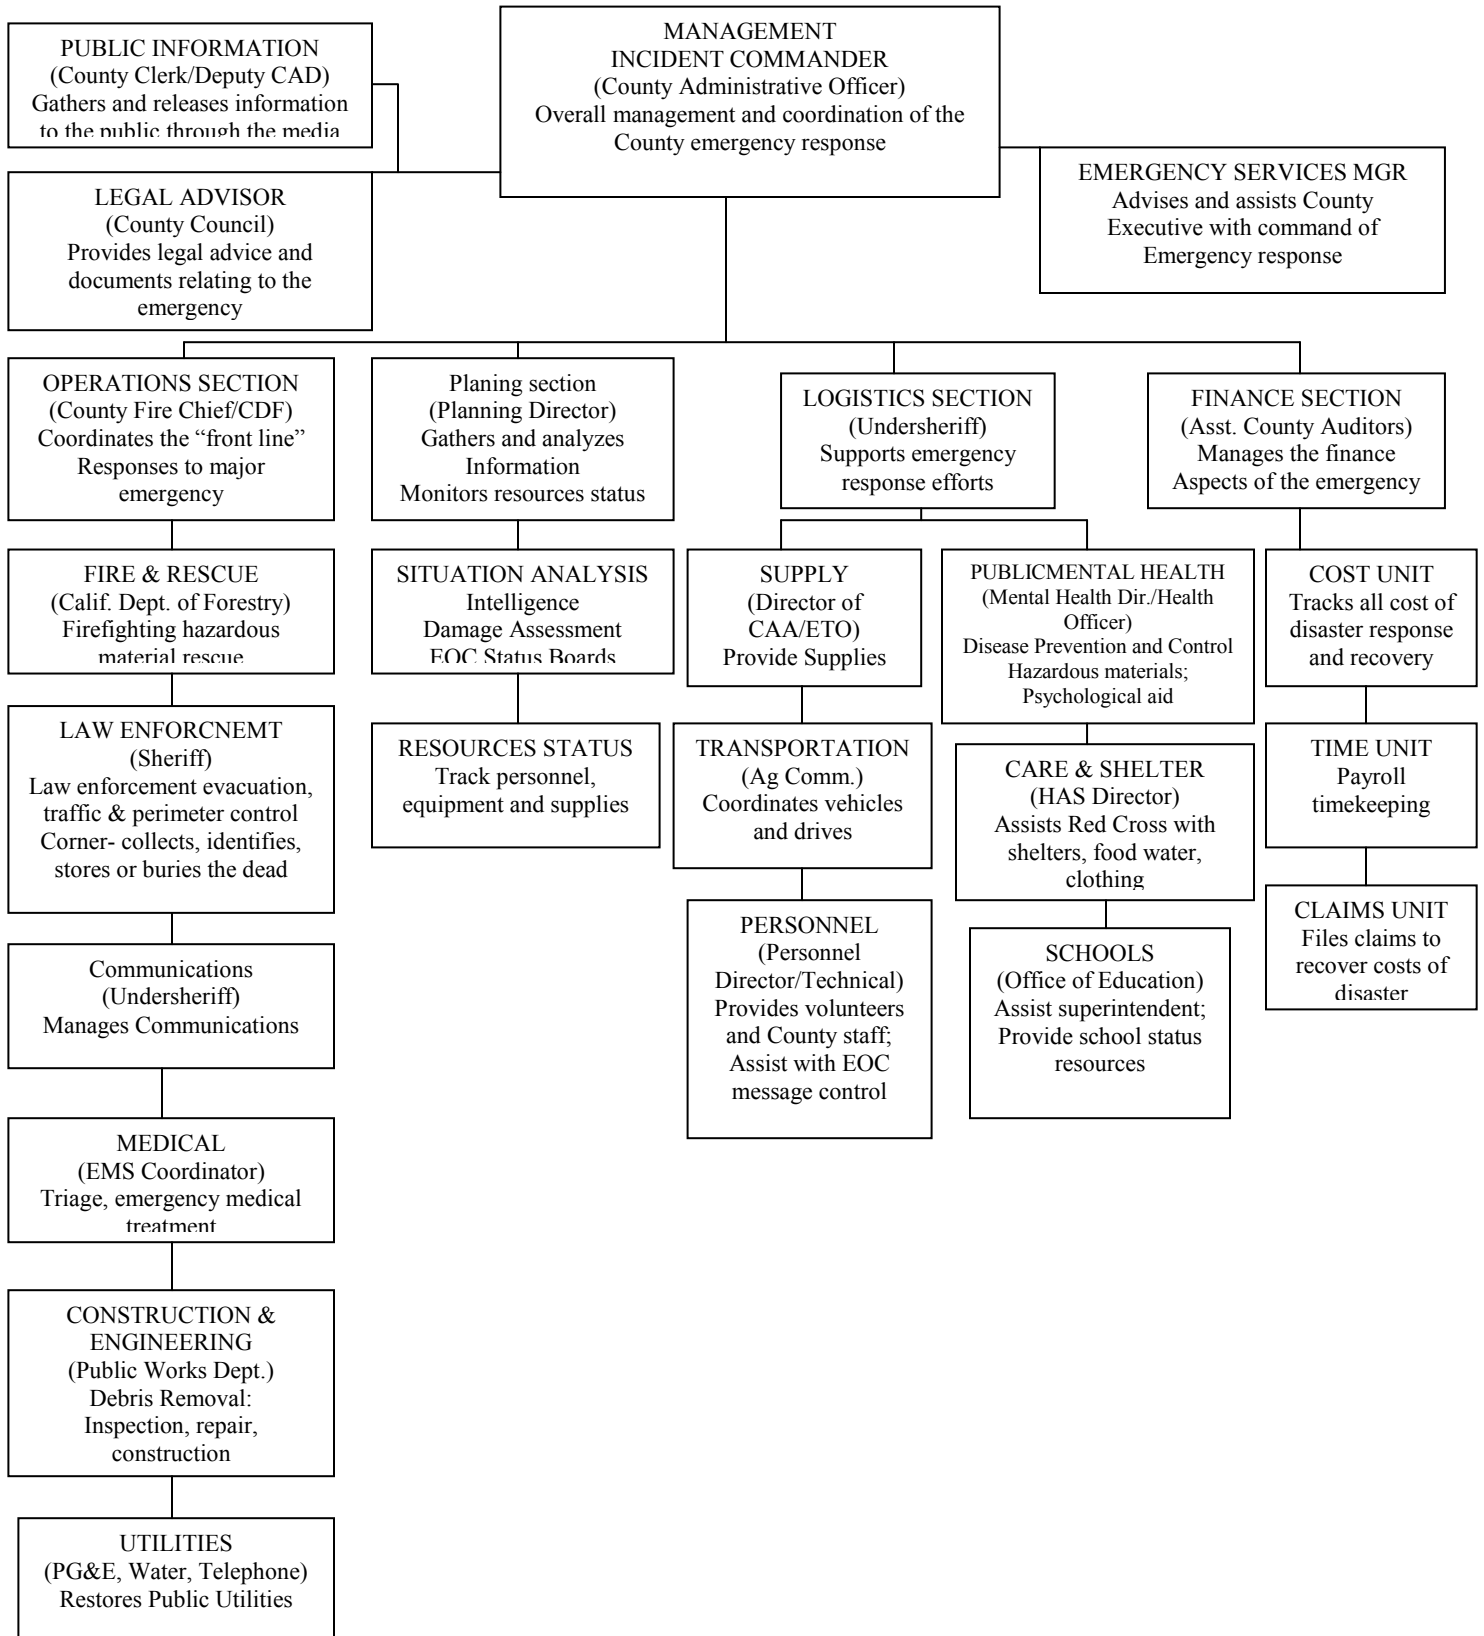 PUBLIC INFORMATION
(County Clerk/Deputy CAD)
Gathers and releases information
to the public through the media
MANAGEMENT
INCIDENT COMMANDER
(County Administrative Officer)
Overall management and coordination of the
County emergency response
LEGAL ADVISOR
(County Council)
Provides legal advice and
documents relating to the
emergency
EMERGENCY SERVICES MGR
Advises and assists County
Executive with command of
Emergency response
OPERATIONS SECTION
(County Fire Chief/CDF)
Coordinates the “front line”
Responses to major
emergency
Planing section
(Planning Director)
Gathers and analyzes
Information
Monitors resources status
LOGISTICS SECTION
(Undersheriff)
Supports emergency
response efforts
FINANCE SECTION
(Asst. County Auditors)
Manages the finance
Aspects of the emergency
FIRE & RESCUE
(Calif. Dept. of Forestry)
Firefighting hazardous
material rescue
SITUATION ANALYSIS
Intelligence
Damage Assessment
EOC Status Boards
SUPPLY
(Director of
CAA/ETO)
Provide Supplies
PUBLICMENTAL HEALTH
(Mental Health Dir./Health
Officer)
Disease Prevention and Control
Hazardous materials;
Psychological aid
COST UNIT
Tracks all cost of
disaster response
and recovery
LAW ENFORCNEMT
(Sheriff)
Law enforcement evacuation,
traffic & perimeter control
Corner- collects, identifies,
stores or buries the dead
RESOURCES STATUS
Track personnel,
equipment and supplies
TRANSPORTATION
(Ag Comm.)
Coordinates vehicles
and drives
CARE & SHELTER
(HAS Director)
Assists Red Cross with
shelters, food water,
clothing
TIME UNIT
Payroll
timekeeping
Communications
(Undersheriff)
Manages Communications
PERSONNEL
(Personnel
Director/Technical)
Provides volunteers
and County staff;
Assist with EOC
message control
SCHOOLS
(Office of Education)
Assist superintendent;
Provide school status
resources
CLAIMS UNIT
Files claims to
recover costs of
disaster
MEDICAL
(EMS Coordinator)
Triage, emergency medical
treatment
CONSTRUCTION &
ENGINEERING
(Public Works Dept.)
Debris Removal:
Inspection, repair,
construction
UTILITIES
(PG&E, Water, Telephone)
Restores Public Utilities